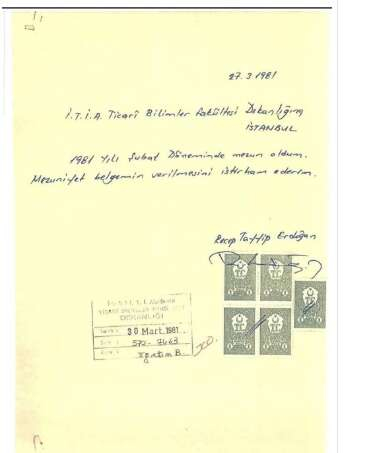 27.3.1981
İ.T.İ.A. Ticarî Bilimler Fakültesi Dekanlığına
İSTANBUL
1981 Yılı Şubat Döneminde mezun oldum.
Mezuniyet belgemin verilmesini istirham ederim.
Recep Tayyip Erdoğan
DEKANLIĞI
30 Mart 1981